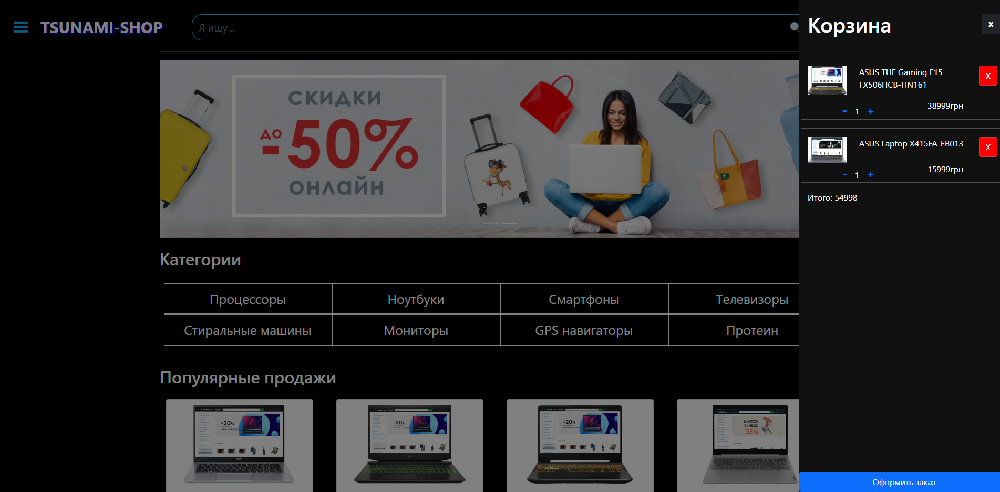 TSUNAMI-SHOP
Я ищу...
СКИДКИ
ДО
-50%
ОНЛАЙН
Категории
Процессоры
Ноутбуки
Смартфоны
Телевизоры
Стиральные машины
Мониторы
GPS навигаторы
Протеин
Популярные продажи
-20%
-20%
-20%
ЦИКЛОН
СКИДОК
55%
acer
Корзина
X
ASUS TUF Gaming F15
FX506HCB-HN161
X
- 1 +
38999грн
ASUS Laptop X415FA-EB013
X
- 1 +
15999грн
Итого: 54998
Оформить заказ